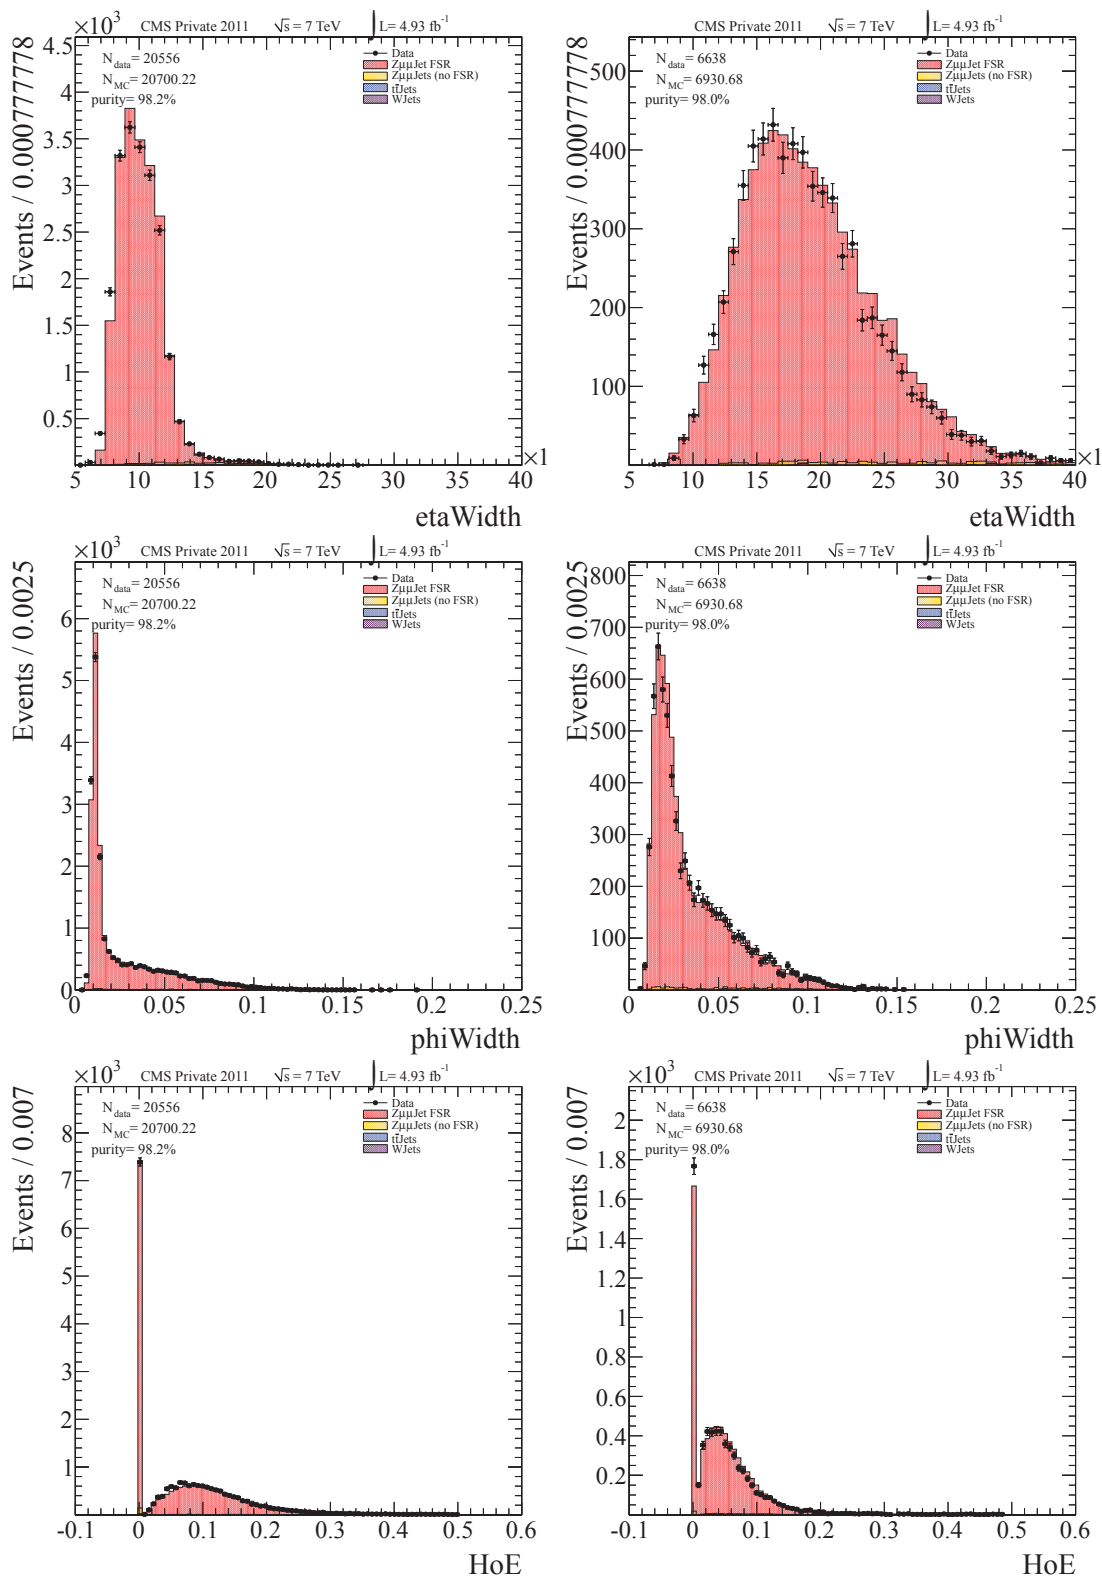 ×10³ CMS Private 2011 √s = 7 TeV ∫ L= 4.93 fb⁻¹
Events / 0.0007777778
N_data= 20556
N_MC= 20700.22
purity= 98.2%
Data
ZμμJet FSR
ZμμJets (no FSR)
tt̄Jets
WJets
4.5
4
3.5
3
2.5
2
1.5
1
0.5
5 10 15 20 25 30 35 40
×1
etaWidth
CMS Private 2011 √s = 7 TeV ∫ L= 4.93 fb⁻¹
Events / 0.0007777778
N_data= 6638
N_MC= 6930.68
purity= 98.0%
Data
ZμμJet FSR
ZμμJets (no FSR)
tt̄Jets
WJets
500
400
300
200
100
5 10 15 20 25 30 35 40
×1
etaWidth
×10³ CMS Private 2011 √s = 7 TeV ∫ L= 4.93 fb⁻¹
Events / 0.0025
N_data= 20556
N_MC= 20700.22
purity= 98.2%
Data
ZμμJet FSR
ZμμJets (no FSR)
tt̄Jets
WJets
6
5
4
3
2
1
0
0 0.05 0.1 0.15 0.2 0.25
phiWidth
CMS Private 2011 √s = 7 TeV ∫ L= 4.93 fb⁻¹
Events / 0.0025
N_data= 6638
N_MC= 6930.68
purity= 98.0%
Data
ZμμJet FSR
ZμμJets (no FSR)
tt̄Jets
WJets
800
700
600
500
400
300
200
100
0 0.05 0.1 0.15 0.2 0.25
phiWidth
×10³ CMS Private 2011 √s = 7 TeV ∫ L= 4.93 fb⁻¹
Events / 0.007
N_data= 20556
N_MC= 20700.22
purity= 98.2%
Data
ZμμJet FSR
ZμμJets (no FSR)
tt̄Jets
WJets
8
7
6
5
4
3
2
1
-0.1 0 0.1 0.2 0.3 0.4 0.5 0.6
HoE
×10³ CMS Private 2011 √s = 7 TeV ∫ L= 4.93 fb⁻¹
Events / 0.007
N_data= 6638
N_MC= 6930.68
purity= 98.0%
Data
ZμμJet FSR
ZμμJets (no FSR)
tt̄Jets
WJets
2
1.8
1.6
1.4
1.2
1
0.8
0.6
0.4
0.2
-0.1 0 0.1 0.2 0.3 0.4 0.5 0.6
HoE